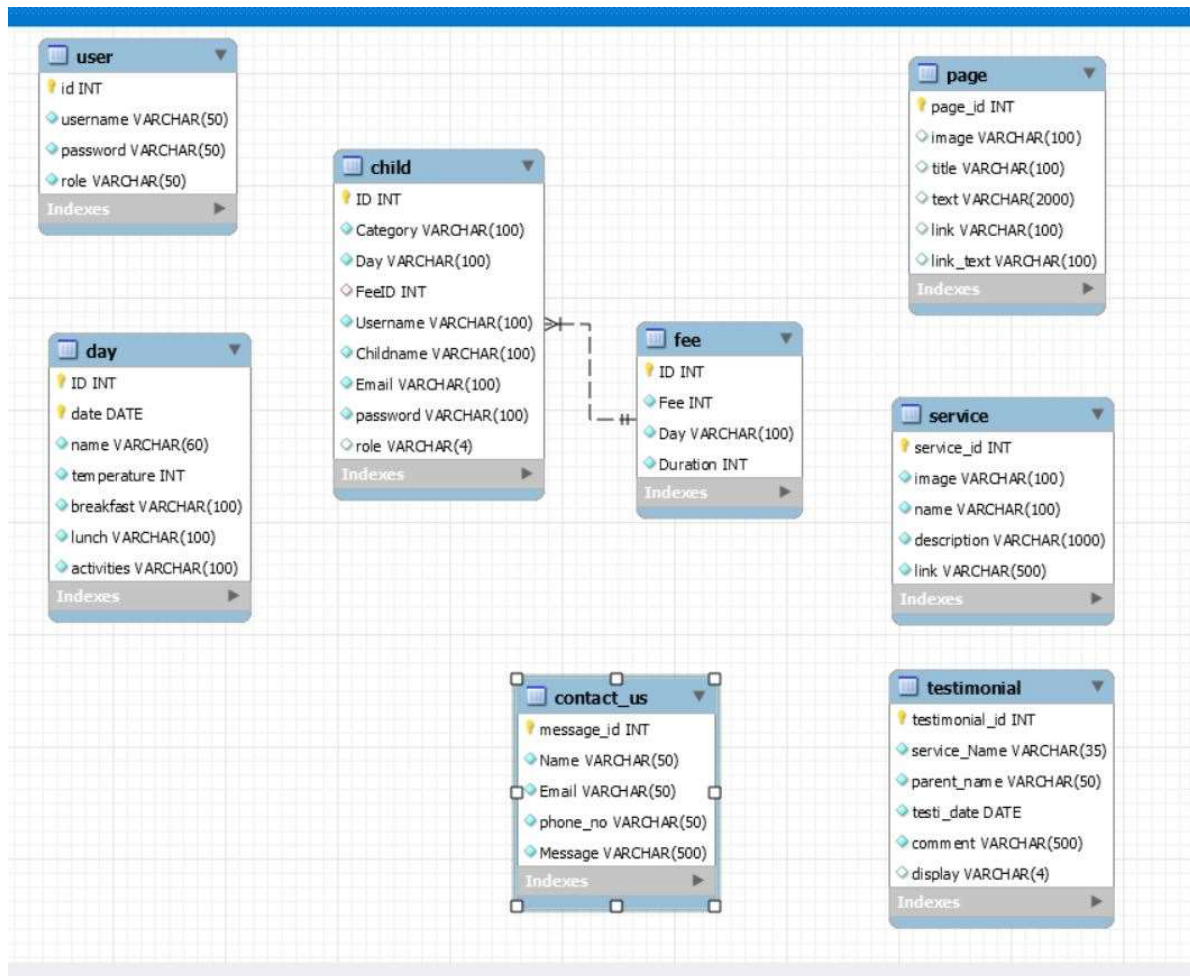 user
id INT
username VARCHAR(50)
password VARCHAR(50)
role VARCHAR(50)
Indexes
child
ID INT
Category VARCHAR(100)
Day VARCHAR(100)
FeeID INT
Username VARCHAR(100)
Childname VARCHAR(100)
Email VARCHAR(100)
password VARCHAR(100)
role VARCHAR(4)
Indexes
page
page_id INT
image VARCHAR(100)
title VARCHAR(100)
text VARCHAR(2000)
link VARCHAR(100)
link_text VARCHAR(100)
Indexes
day
ID INT
date DATE
name VARCHAR(60)
temperature INT
breakfast VARCHAR(100)
lunch VARCHAR(100)
activities VARCHAR(100)
Indexes
fee
ID INT
Fee INT
Day VARCHAR(100)
Duration INT
Indexes
service
service_id INT
image VARCHAR(100)
name VARCHAR(100)
description VARCHAR(1000)
link VARCHAR(500)
Indexes
contact_us
message_id INT
Name VARCHAR(50)
Email VARCHAR(50)
phone_no VARCHAR(50)
Message VARCHAR(500)
Indexes
testimonial
testimonial_id INT
service_Name VARCHAR(35)
parent_name VARCHAR(50)
testi_date DATE
comment VARCHAR(500)
display VARCHAR(4)
Indexes